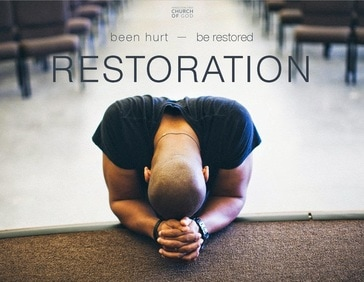 CHURCH
OF GOD
been hurt — be restored
RESTORATION